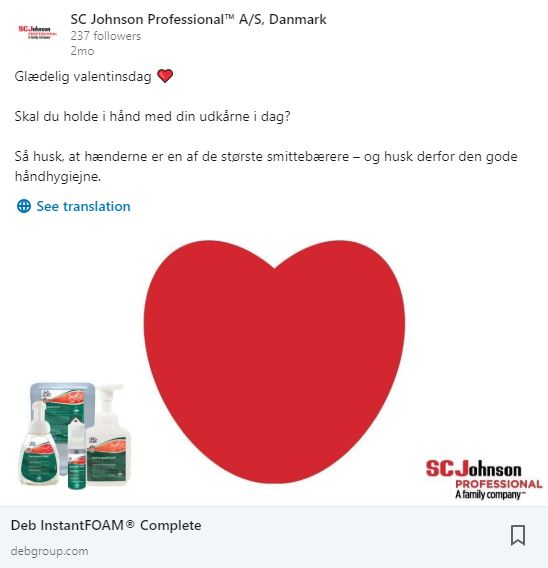 SC Johnson Professional™ A/S, Danmark
237 followers
2mo
Glædelig valentinsdag ❤️
Skal du holde i hånd med din udkårne i dag?
Så husk, at hænderne er en af de største smittebærere – og husk derfor den gode
håndhygiejne.
See translation
SC Johnson
PROFESSIONAL
A family company™
Deb InstantFOAM® Complete
debgroup.com